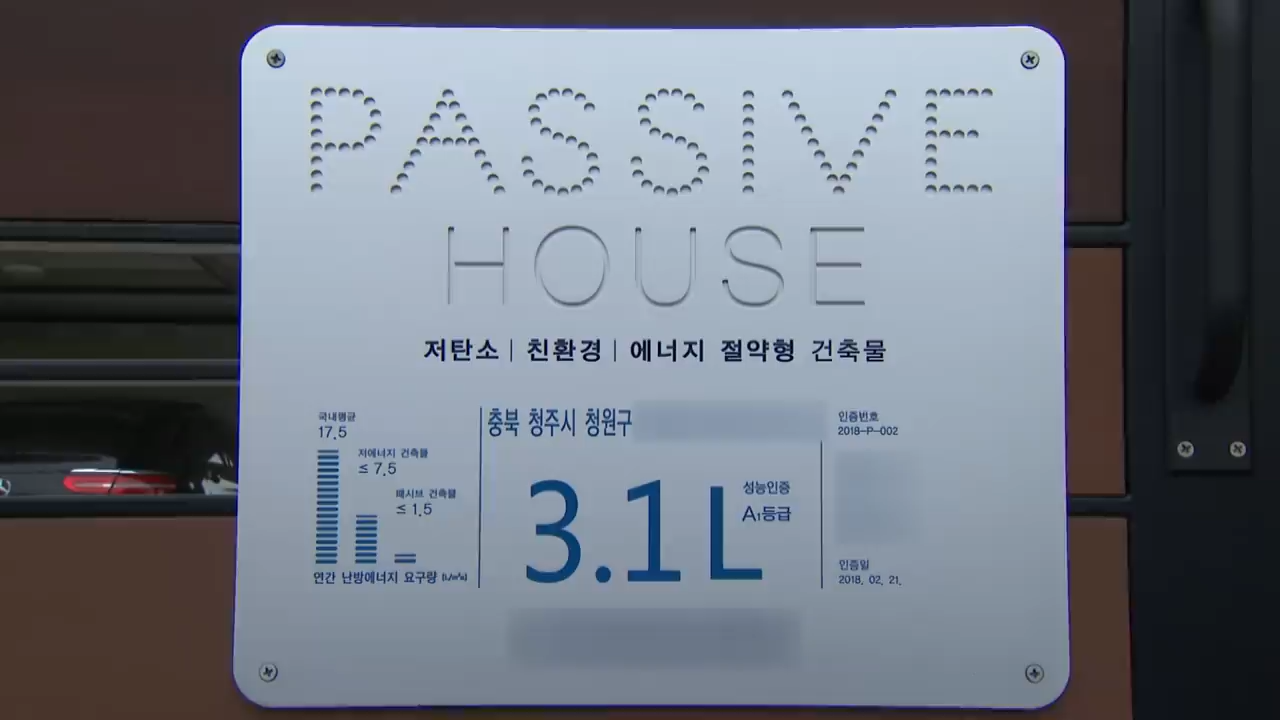 PASSIVE
HOUSE
저탄소 | 친환경 | 에너지 절약형 건축물
국내평균
17.5
저에너지 건축물
≤ 7.5
패시브 건축물
≤ 1.5
연간 난방에너지 요구량 (L/m²a)
충북 청주시 청원구
3.1L
성능인증
A1등급
인증번호
2018-P-002
인증일
2018. 02. 21.